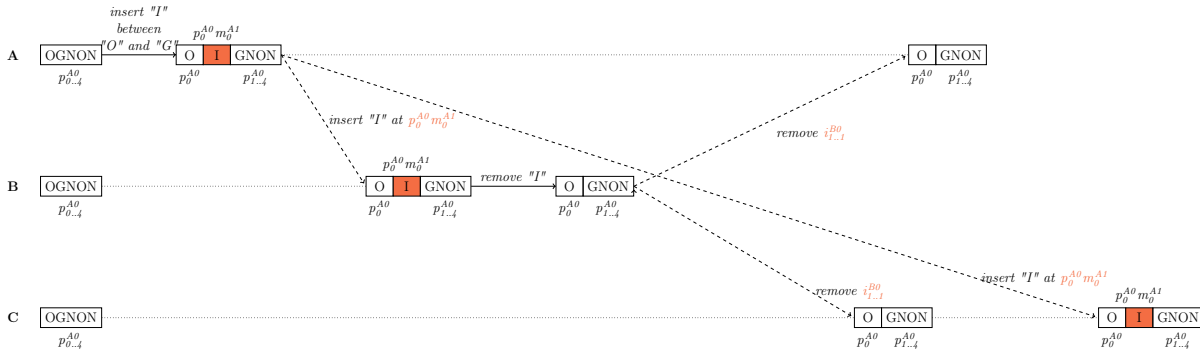 insert "I"
between
"O" and "G"
p_0^{A0} m_0^{A1}
A OGNON O I GNON O GNON
p_{0..4}^{A0} p_0^{A0} p_{1..4}^{A0} p_0^{A0} p_{1..4}^{A0}
insert "I" at p_0^{A0} m_0^{A1}
remove i_{1..1}^{B0}
p_0^{A0} m_0^{A1}
B OGNON O I GNON remove "I" O GNON
p_{0..4}^{A0} p_0^{A0} p_{1..4}^{A0} p_0^{A0} p_{1..4}^{A0}
insert "I" at p_0^{A0} m_0^{A1}
remove i_{1..1}^{B0}
p_0^{A0} m_0^{A1}
C OGNON O GNON O I GNON
p_{0..4}^{A0} p_0^{A0} p_{1..4}^{A0} p_0^{A0} p_{1..4}^{A0}